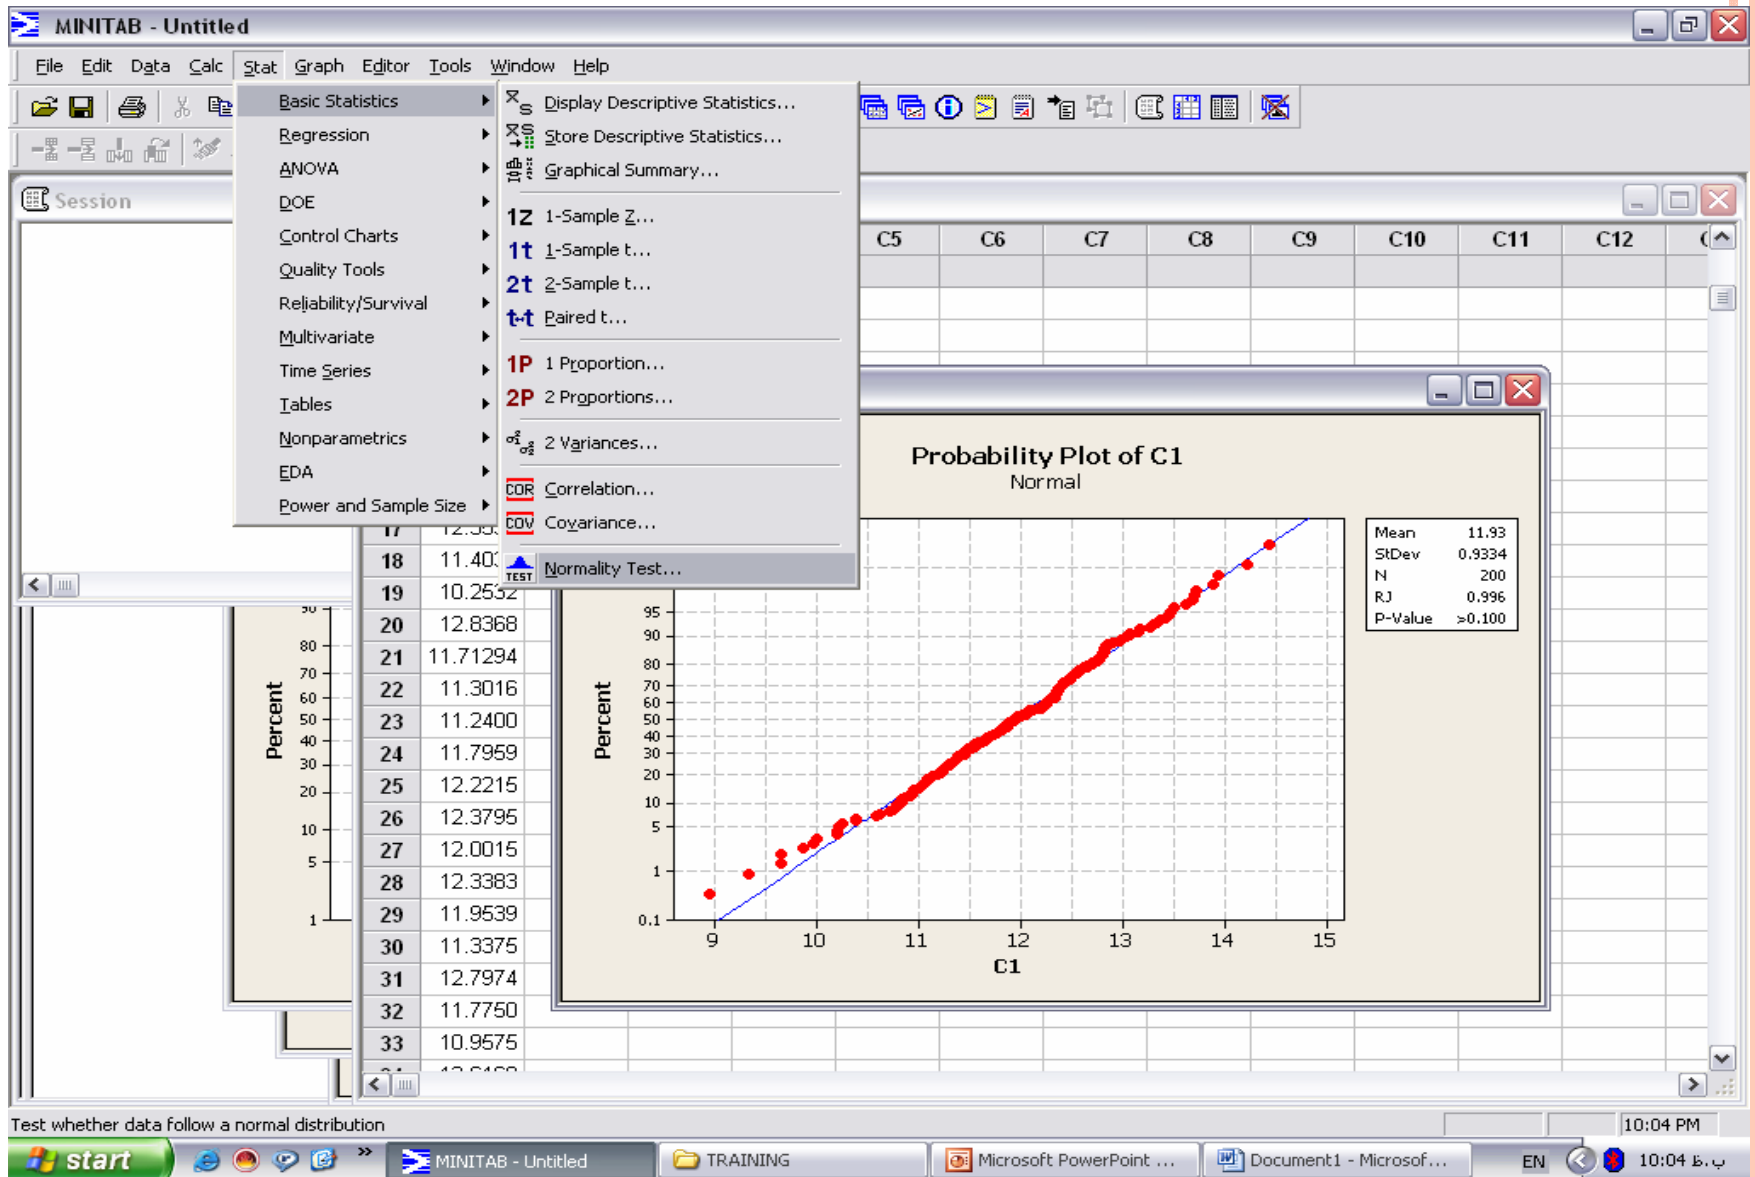 MINITAB - Untitled
File Edit Data Calc Stat Graph Editor Tools Window Help
Basic Statistics
Regression
ANOVA
DOE
Control Charts
Quality Tools
Reliability/Survival
Multivariate
Time Series
Tables
Nonparametrics
EDA
Power and Sample Size
Display Descriptive Statistics...
Store Descriptive Statistics...
Graphical Summary...
1Z 1-Sample Z...
1t 1-Sample t...
2t 2-Sample t...
t-t Paired t...
1P 1 Proportion...
2P 2 Proportions...
2 Variances...
COR Correlation...
COV Covariance...
TEST Normality Test...
Session
C5 C6 C7 C8 C9 C10 C11 C12
17
18
19 10.2532
20 12.8368
21 11.71294
22 11.3016
23 11.2400
24 11.7959
25 12.2215
26 12.3795
27 12.0015
28 12.3383
29 11.9539
30 11.3375
31 12.7974
32 11.7750
33 10.9575
Percent
80
70
60
50
40
30
20
10
5
1
Probability Plot of C1
Normal
Mean 11.93
StDev 0.9334
N 200
RJ 0.996
P-Value >0.100
Percent
95
90
80
70
60
50
40
30
20
10
5
1
0.1
9 10 11 12 13 14 15
C1
Test whether data follow a normal distribution
10:04 PM
start
MINITAB - Untitled
TRAINING
Microsoft PowerPoint ...
Document1 - Microsof...
EN
10:04 ب.ظ